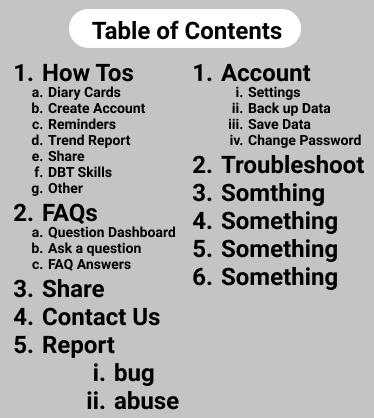 Table of Contents
1. How Tos
a. Diary Cards
b. Create Account
c. Reminders
d. Trend Report
e. Share
f. DBT Skills
g. Other
2. FAQs
a. Question Dashboard
b. Ask a question
c. FAQ Answers
3. Share
4. Contact Us
5. Report
i. bug
ii. abuse
1. Account
i. Settings
ii. Back up Data
iii. Save Data
iv. Change Password
2. Troubleshoot
3. Somthing
4. Something
5. Something
6. Something